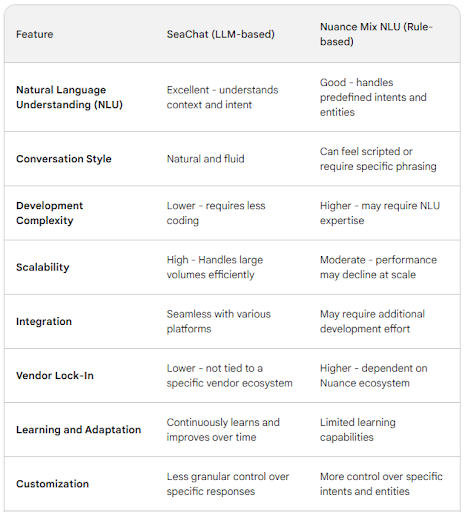 Feature SeaChat (LLM-based) Nuance Mix NLU (Rule-
based)
Natural Language Excellent - understands Good - handles
Understanding (NLU) context and intent predefined intents and
entities
Conversation Style Natural and fluid Can feel scripted or
require specific phrasing
Development Lower - requires less Higher - may require NLU
Complexity coding expertise
Scalability High - Handles large Moderate - performance
volumes efficiently may decline at scale
Integration Seamless with various May require additional
platforms development effort
Vendor Lock-In Lower - not tied to a Higher - dependent on
specific vendor ecosystem Nuance ecosystem
Learning and Adaptation Continuously learns and Limited learning
improves over time capabilities
Customization Less granular control over More control over specific
specific responses intents and entities